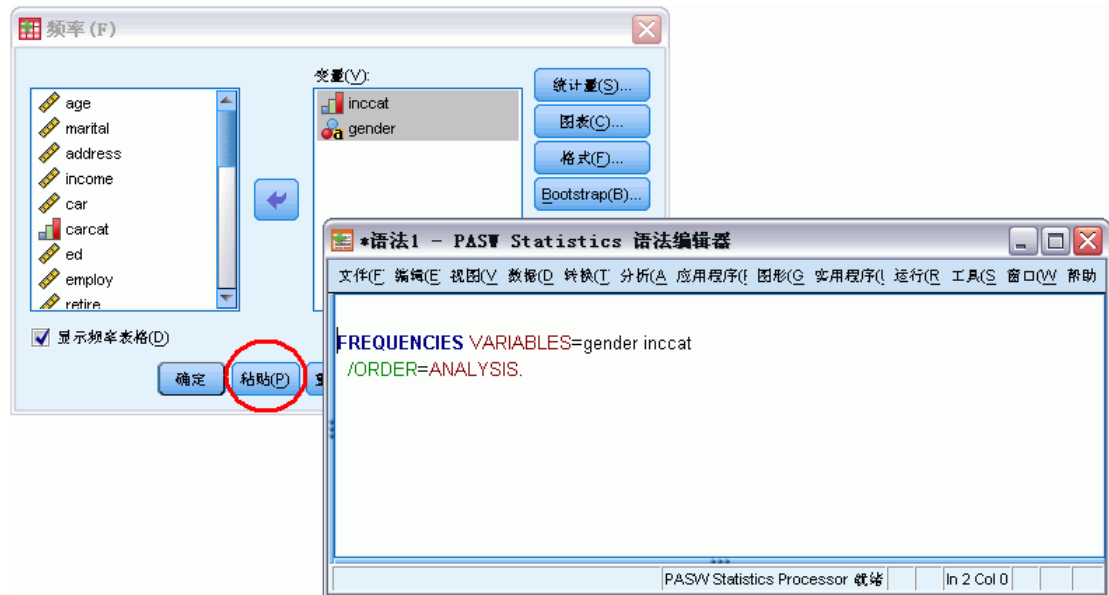 频率(F)
变量(V):
age
marital
address
income
car
carcat
ed
employ
retire
inccat
gender
统计量(S)...
图表(C)...
格式(F)...
Bootstrap(B)...
显示频率表格(D)
确定
粘贴(P)
*语法1 - PASW Statistics 语法编辑器
文件(F 编辑(E 视图(V 数据(D 转换(T 分析(A 应用程序( 图形(G 实用程序( 运行(R 工具(S 窗口(W 帮助
FREQUENCIES VARIABLES=gender inccat
/ORDER=ANALYSIS.
PASW Statistics Processor 就绪 In 2 Col 0